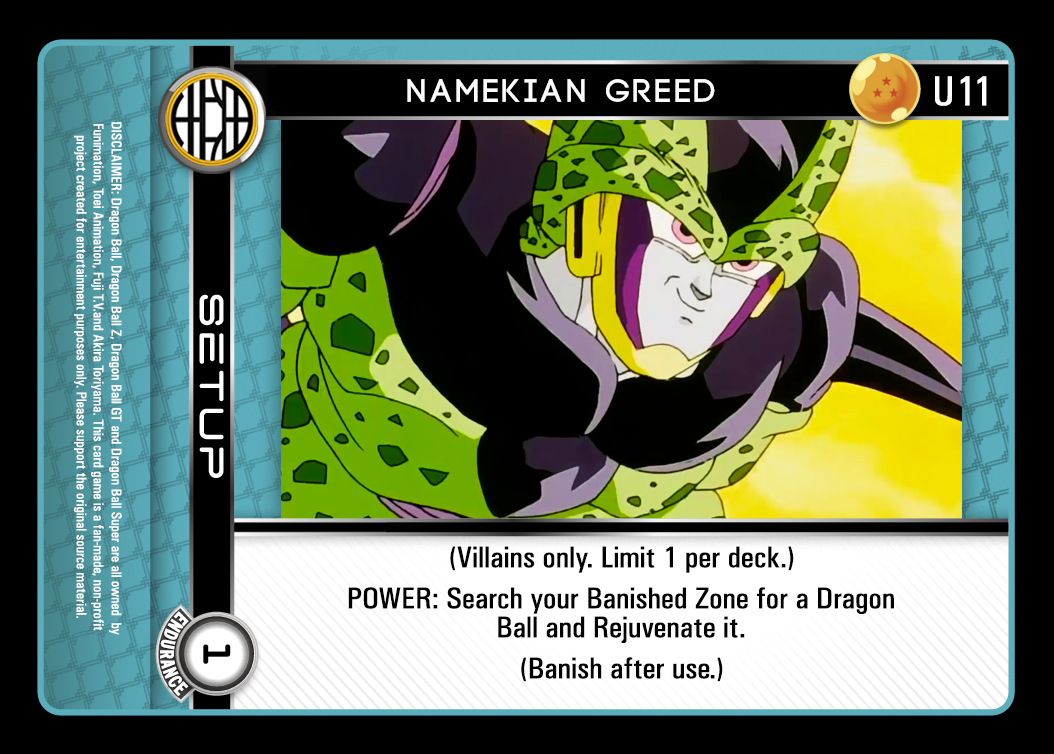 NAMEKIAN GREED
U11
SETUP
(Villains only. Limit 1 per deck.)
POWER: Search your Banished Zone for a Dragon
Ball and Rejuvenate it.
(Banish after use.)
ENDURANCE
1
DISCLAIMER: Dragon Ball, Dragon Ball Z, Dragon Ball GT and Dragon Ball Super are all owned by
Funimation, Toei Animation, Fuji T.V.and Akira Toriyama. This card game is a fan-made, non-profit
project created for entertainment purposes only. Please support the original source material.